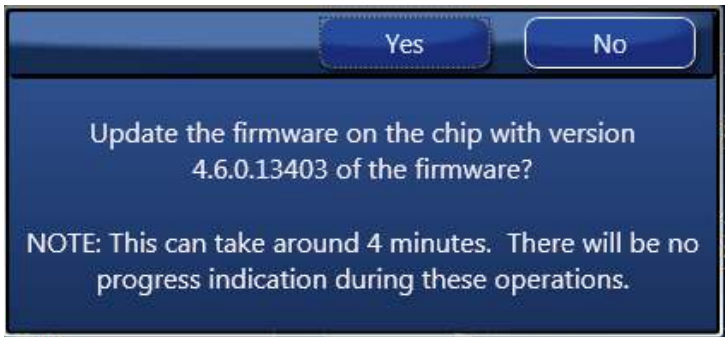 Yes No
Update the firmware on the chip with version
4.6.0.13403 of the firmware?
NOTE: This can take around 4 minutes.  There will be no
progress indication during these operations.